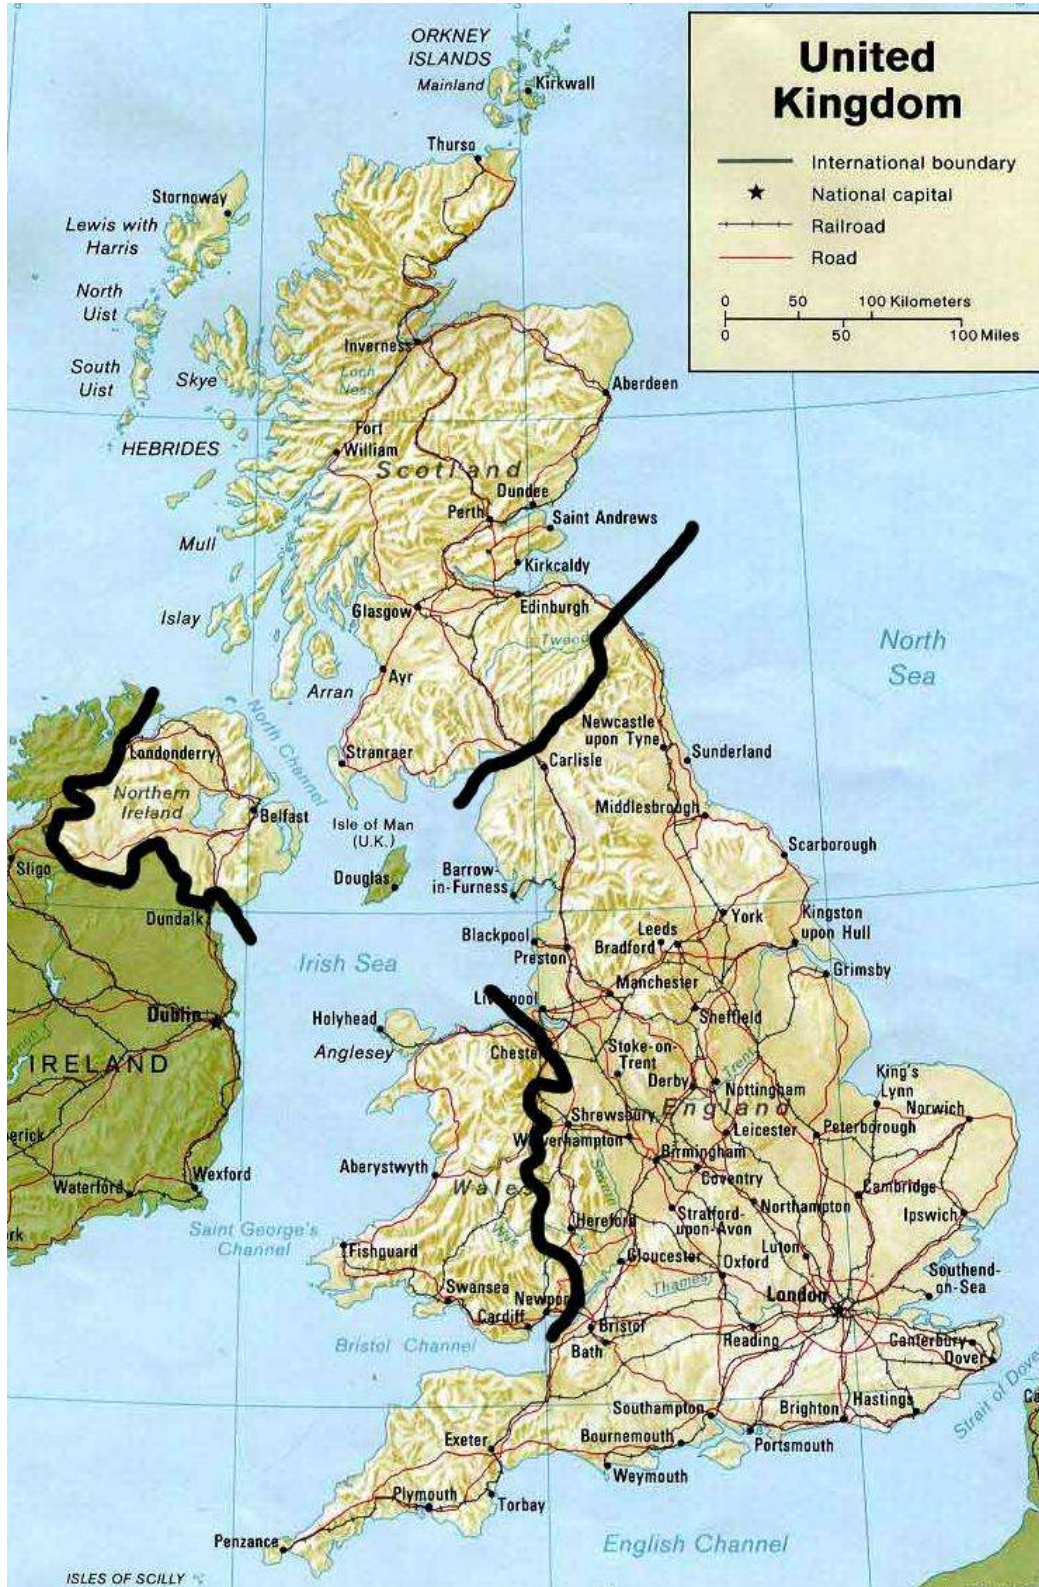 ORKNEY
ISLANDS
Mainland
Kirkwall
United
Kingdom
International boundary
National capital
Railroad
Road
0 50 100 Kilometers
0 50 100 Miles
Thurso
Stornoway
Lewis with
Harris
North
Uist
South
Uist
Skye
HEBRIDES
Inverness
Loch
Ness
Aberdeen
Fort
William
Scotland
Dundee
Perth
Saint Andrews
Mull
Kirkcaldy
Islay
Glasgow
Edinburgh
Tweed
North
Sea
Arran
Ayr
North Channel
Londonderry
Stranraer
Newcastle
upon Tyne
Sunderland
Carlisle
Northern
Ireland
Belfast
Isle of Man
(U.K.)
Middlesbrough
Scarborough
Sligo
Douglas
Barrow-
in-Furness
Dundalk
York
Kingston
upon Hull
Blackpool
Leeds
Bradford
Preston
Irish Sea
Grimsby
Manchester
Liverpool
Holyhead
Dublin
Sheffield
Anglesey
Chester
Stoke-on-
Trent
Trent
IRELAND
Derby
Nottingham
King's
Lynn
England
Norwich
Shrewsbury
Wolverhampton
Leicester
Peterborough
Birmingham
Aberystwyth
Coventry
Wexford
Waterford
Wales
Severn
Cambridge
Northampton
Stratford-
upon-Avon
Ipswich
Saint George's
Channel
Hereford
Wye
Fishguard
Gloucester
Oxford
Luton
Southend-
on-Sea
Thames
London
Swansea
Newport
Cardiff
Bristol
Reading
Canterbury
Dover
Bristol Channel
Bath
Strait of Dover
Southampton
Brighton
Hastings
Exeter
Bournemouth
Portsmouth
Weymouth
Plymouth
Torbay
Penzance
English Channel
ISLES OF SCILLY